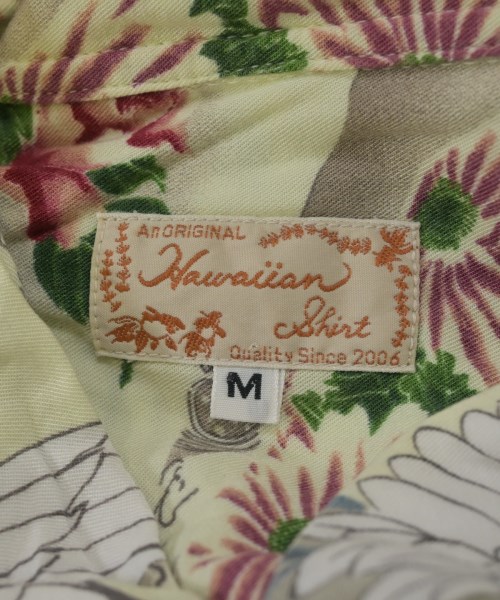 An ORIGINAL
Hawaiian
Shirt
Quality Since 2006
M